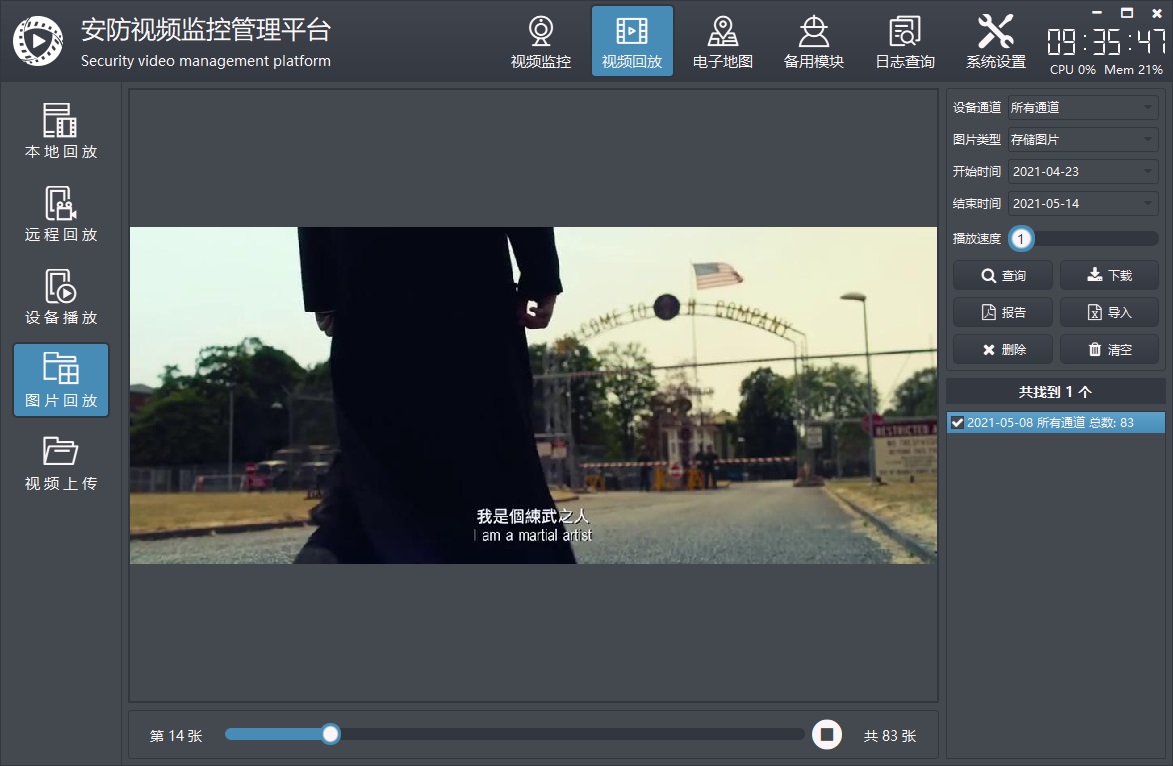 安防视频监控管理平台
Security video management platform
视频监控
视频回放
电子地图
备用模块
日志查询
系统设置
09:35:47
CPU 0% Mem 21%
本地回放
远程回放
设备播放
图片回放
视频上传
COME TO
COMPANY
RESTRICTED
我是個練武之人
I am a martial artist
第 14 张
共 83 张
设备通道 所有通道
图片类型 存储图片
开始时间 2021-04-23
结束时间 2021-05-14
播放速度 1
查询 下载
报告 导入
删除 清空
共找到 1 个
2021-05-08 所有通道 总数: 83